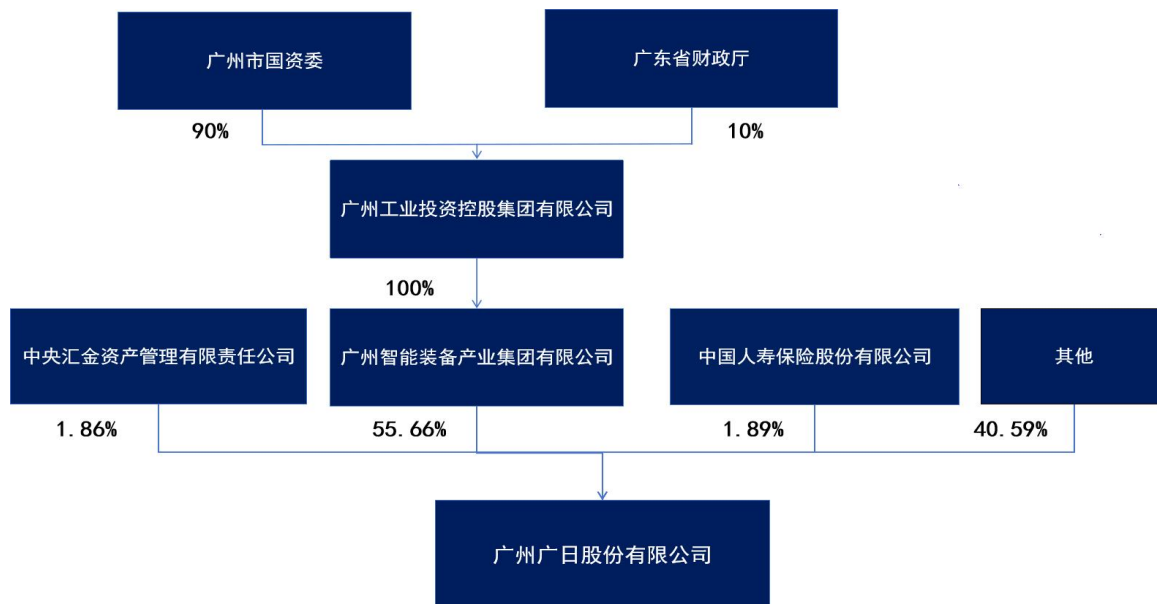 广州市国资委
广东省财政厅
90%
10%
广州工业投资控股集团有限公司
100%
中央汇金资产管理有限责任公司
广州智能装备产业集团有限公司
中国人寿保险股份有限公司
其他
1.86%
55.66%
1.89%
40.59%
广州广日股份有限公司